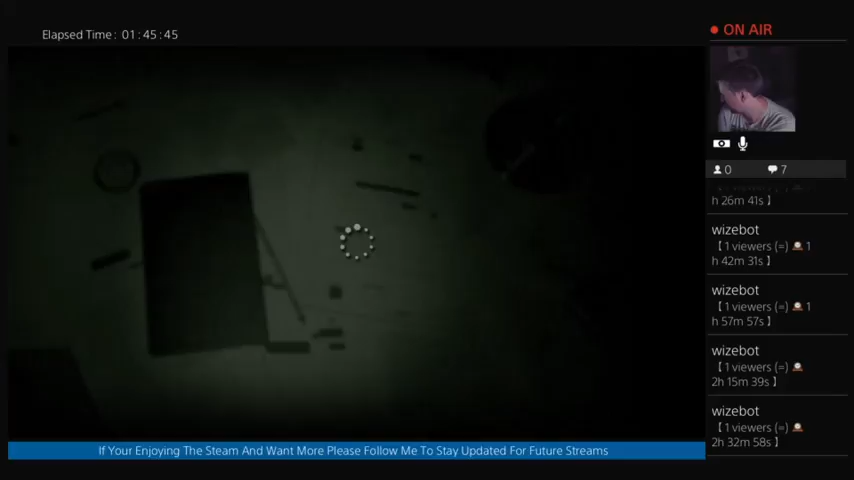 Elapsed Time : 01:45:45
ON AIR
0
7
h 26m 41s 】
wizebot
【 1 viewers (=) 1
h 42m 31s 】
wizebot
【 1 viewers (=) 1
h 57m 57s 】
wizebot
【 1 viewers (=)
2h 15m 39s 】
wizebot
【 1 viewers (=)
2h 32m 58s 】
If Your Enjoying The Steam And Want More Please Follow Me To Stay Updated For Future Streams